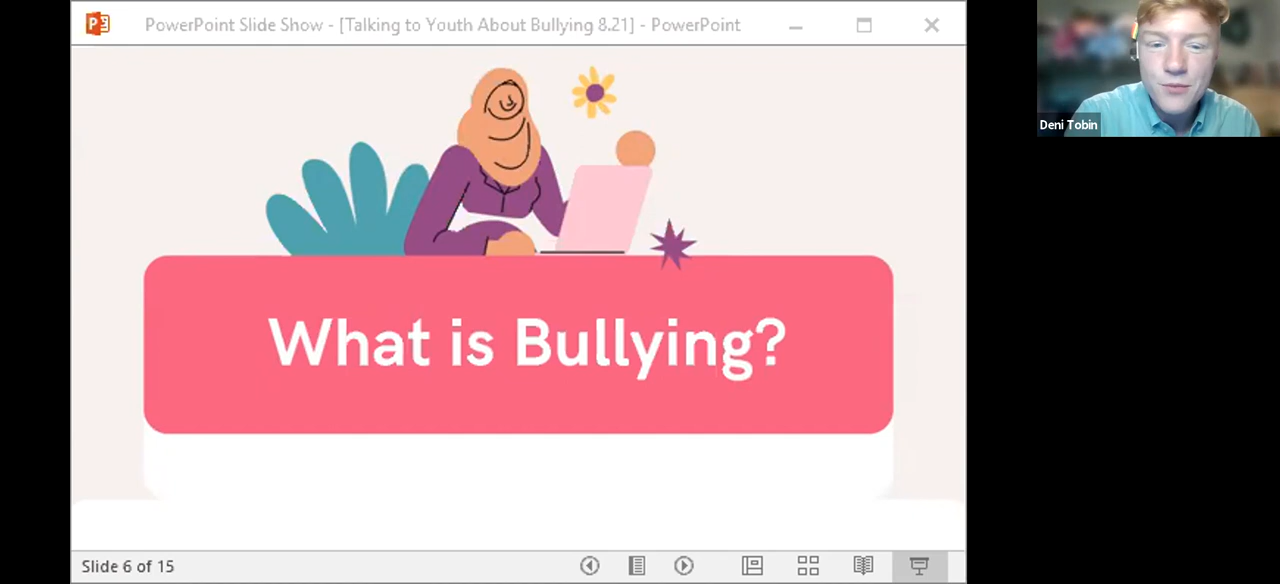 PowerPoint Slide Show - [Talking to Youth About Bullying 8.21] - PowerPoint
Deni Tobin
What is Bullying?
Slide 6 of 15